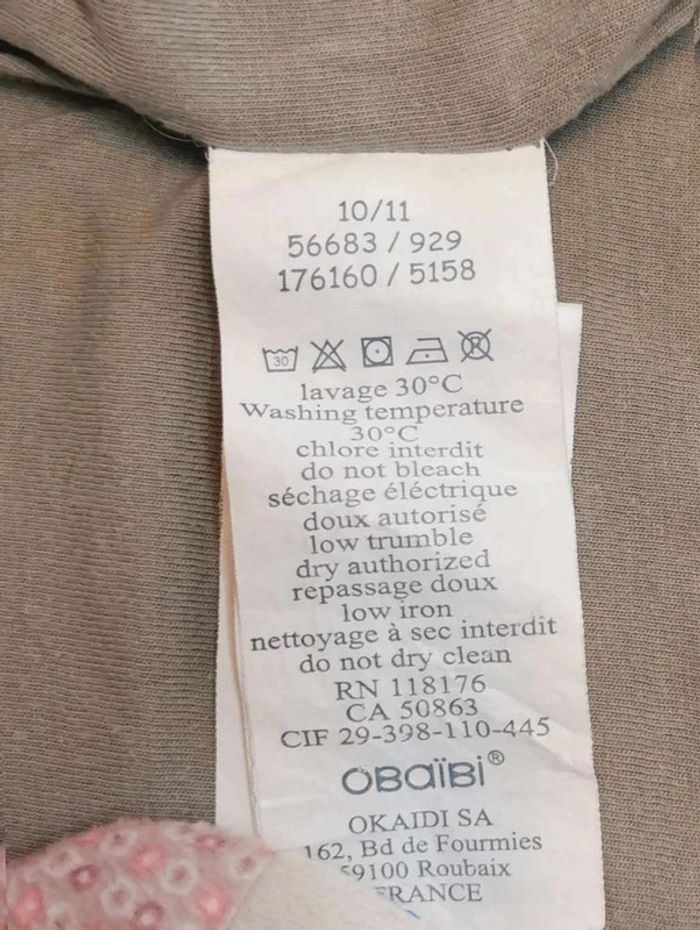 10/11
56683 / 929
176160 / 5158
30
lavage 30°C
Washing temperature
30°C
chlore interdit
do not bleach
séchage éléctrique
doux autorisé
low trumble
dry authorized
repassage doux
low iron
nettoyage à sec interdit
do not dry clean
RN 118176
CA 50863
CIF 29-398-110-445
OBaïBi®
OKAIDI SA
162, Bd de Fourmies
59100 Roubaix
FRANCE